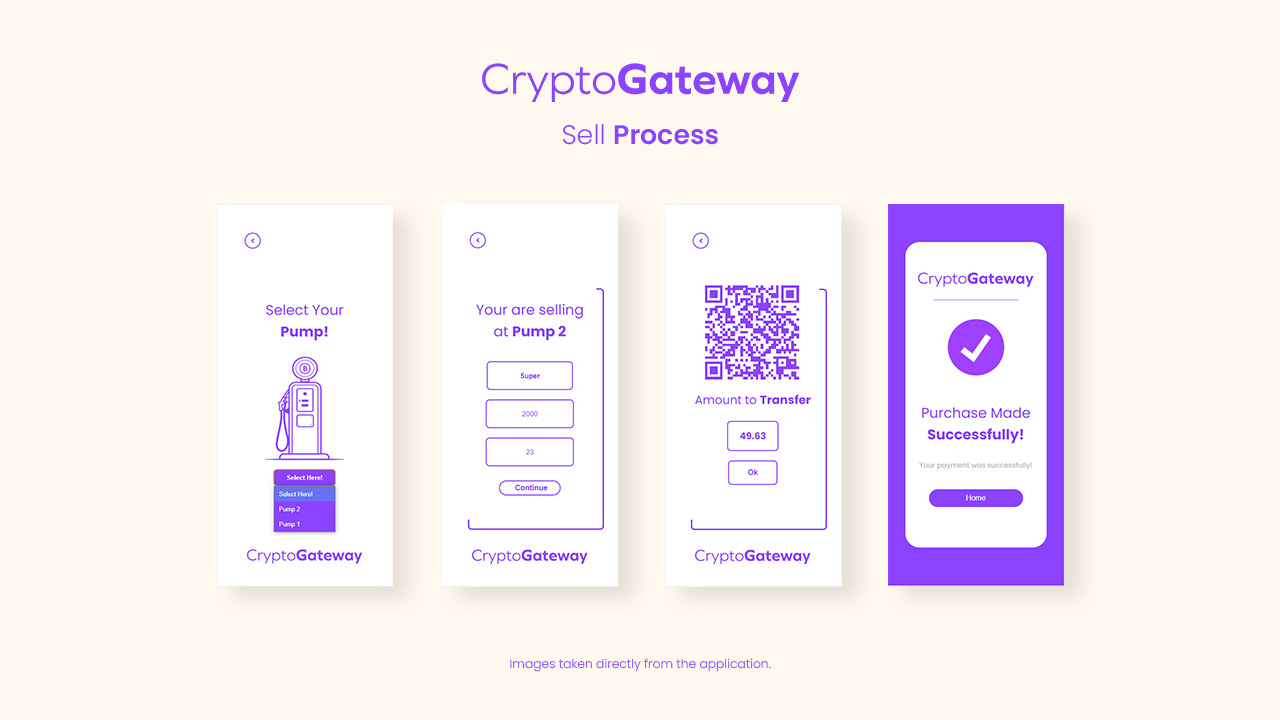 CryptoGateway
Sell Process
Select Your
Pump!
Select Here!
Select Here!
Pump 2
Pump 1
CryptoGateway
Your are selling
at Pump 2
Super
2000
23
Continue
CryptoGateway
Amount to Transfer
49.63
Ok
CryptoGateway
CryptoGateway
Purchase Made
Successfully!
Your payment was successfully!
Home
Images taken directly from the application.